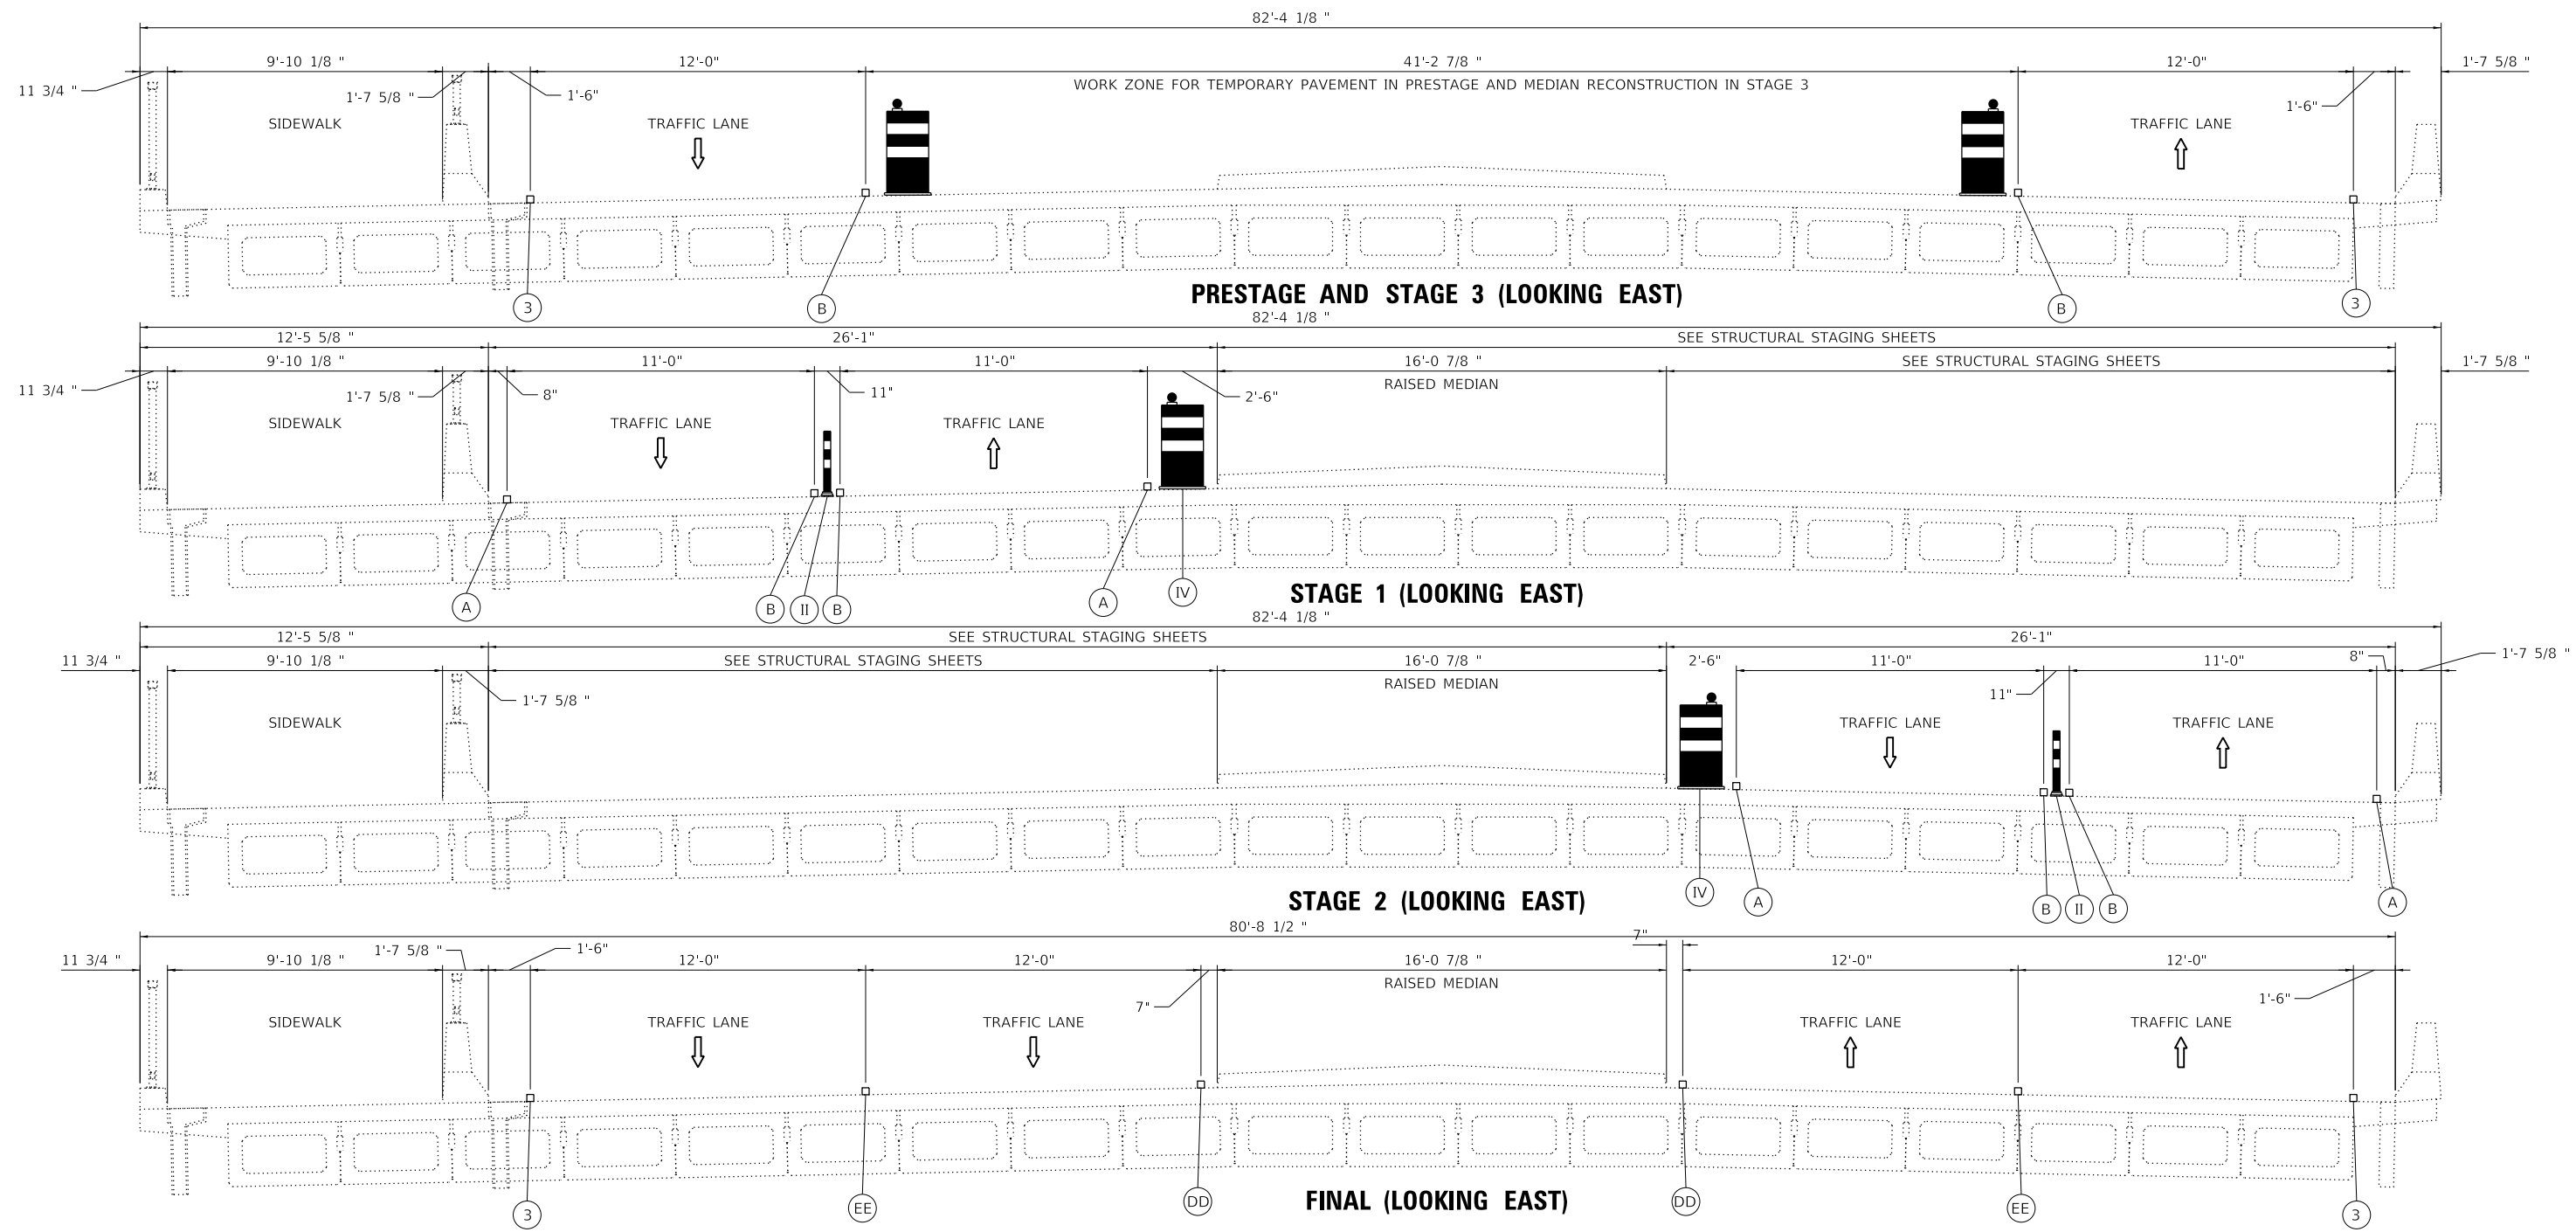 82'-4 1/8 "
9'-10 1/8 " 12'-0" 41'-2 7/8 " 12'-0" 1'-7 5/8 "
11 3/4 " 1'-7 5/8 " 1'-6" WORK ZONE FOR TEMPORARY PAVEMENT IN PRESTAGE AND MEDIAN RECONSTRUCTION IN STAGE 3 1'-6"
SIDEWALK TRAFFIC LANE TRAFFIC LANE
3 B B 3
PRESTAGE AND STAGE 3 (LOOKING EAST)
82'-4 1/8 "
12'-5 5/8 " 26'-1" SEE STRUCTURAL STAGING SHEETS
9'-10 1/8 " 11'-0" 11'-0" 16'-0 7/8 " SEE STRUCTURAL STAGING SHEETS 1'-7 5/8 "
11 3/4 " 1'-7 5/8 " 8" 11" 2'-6" RAISED MEDIAN
SIDEWALK TRAFFIC LANE TRAFFIC LANE
A B II B A IV
STAGE 1 (LOOKING EAST)
82'-4 1/8 "
12'-5 5/8 " SEE STRUCTURAL STAGING SHEETS 26'-1"
11 3/4 " 9'-10 1/8 " SEE STRUCTURAL STAGING SHEETS 16'-0 7/8 " 2'-6" 11'-0" 11'-0" 8" 1'-7 5/8 "
1'-7 5/8 " RAISED MEDIAN 11"
SIDEWALK TRAFFIC LANE TRAFFIC LANE
IV A B II B A
STAGE 2 (LOOKING EAST)
80'-8 1/2 "
1'-7 5/8 " 1'-6" 7"
11 3/4 " 9'-10 1/8 " 12'-0" 12'-0" 16'-0 7/8 " 12'-0" 12'-0"
7" RAISED MEDIAN 1'-6"
SIDEWALK TRAFFIC LANE TRAFFIC LANE TRAFFIC LANE TRAFFIC LANE
3 EE DD DD EE 3
FINAL (LOOKING EAST)